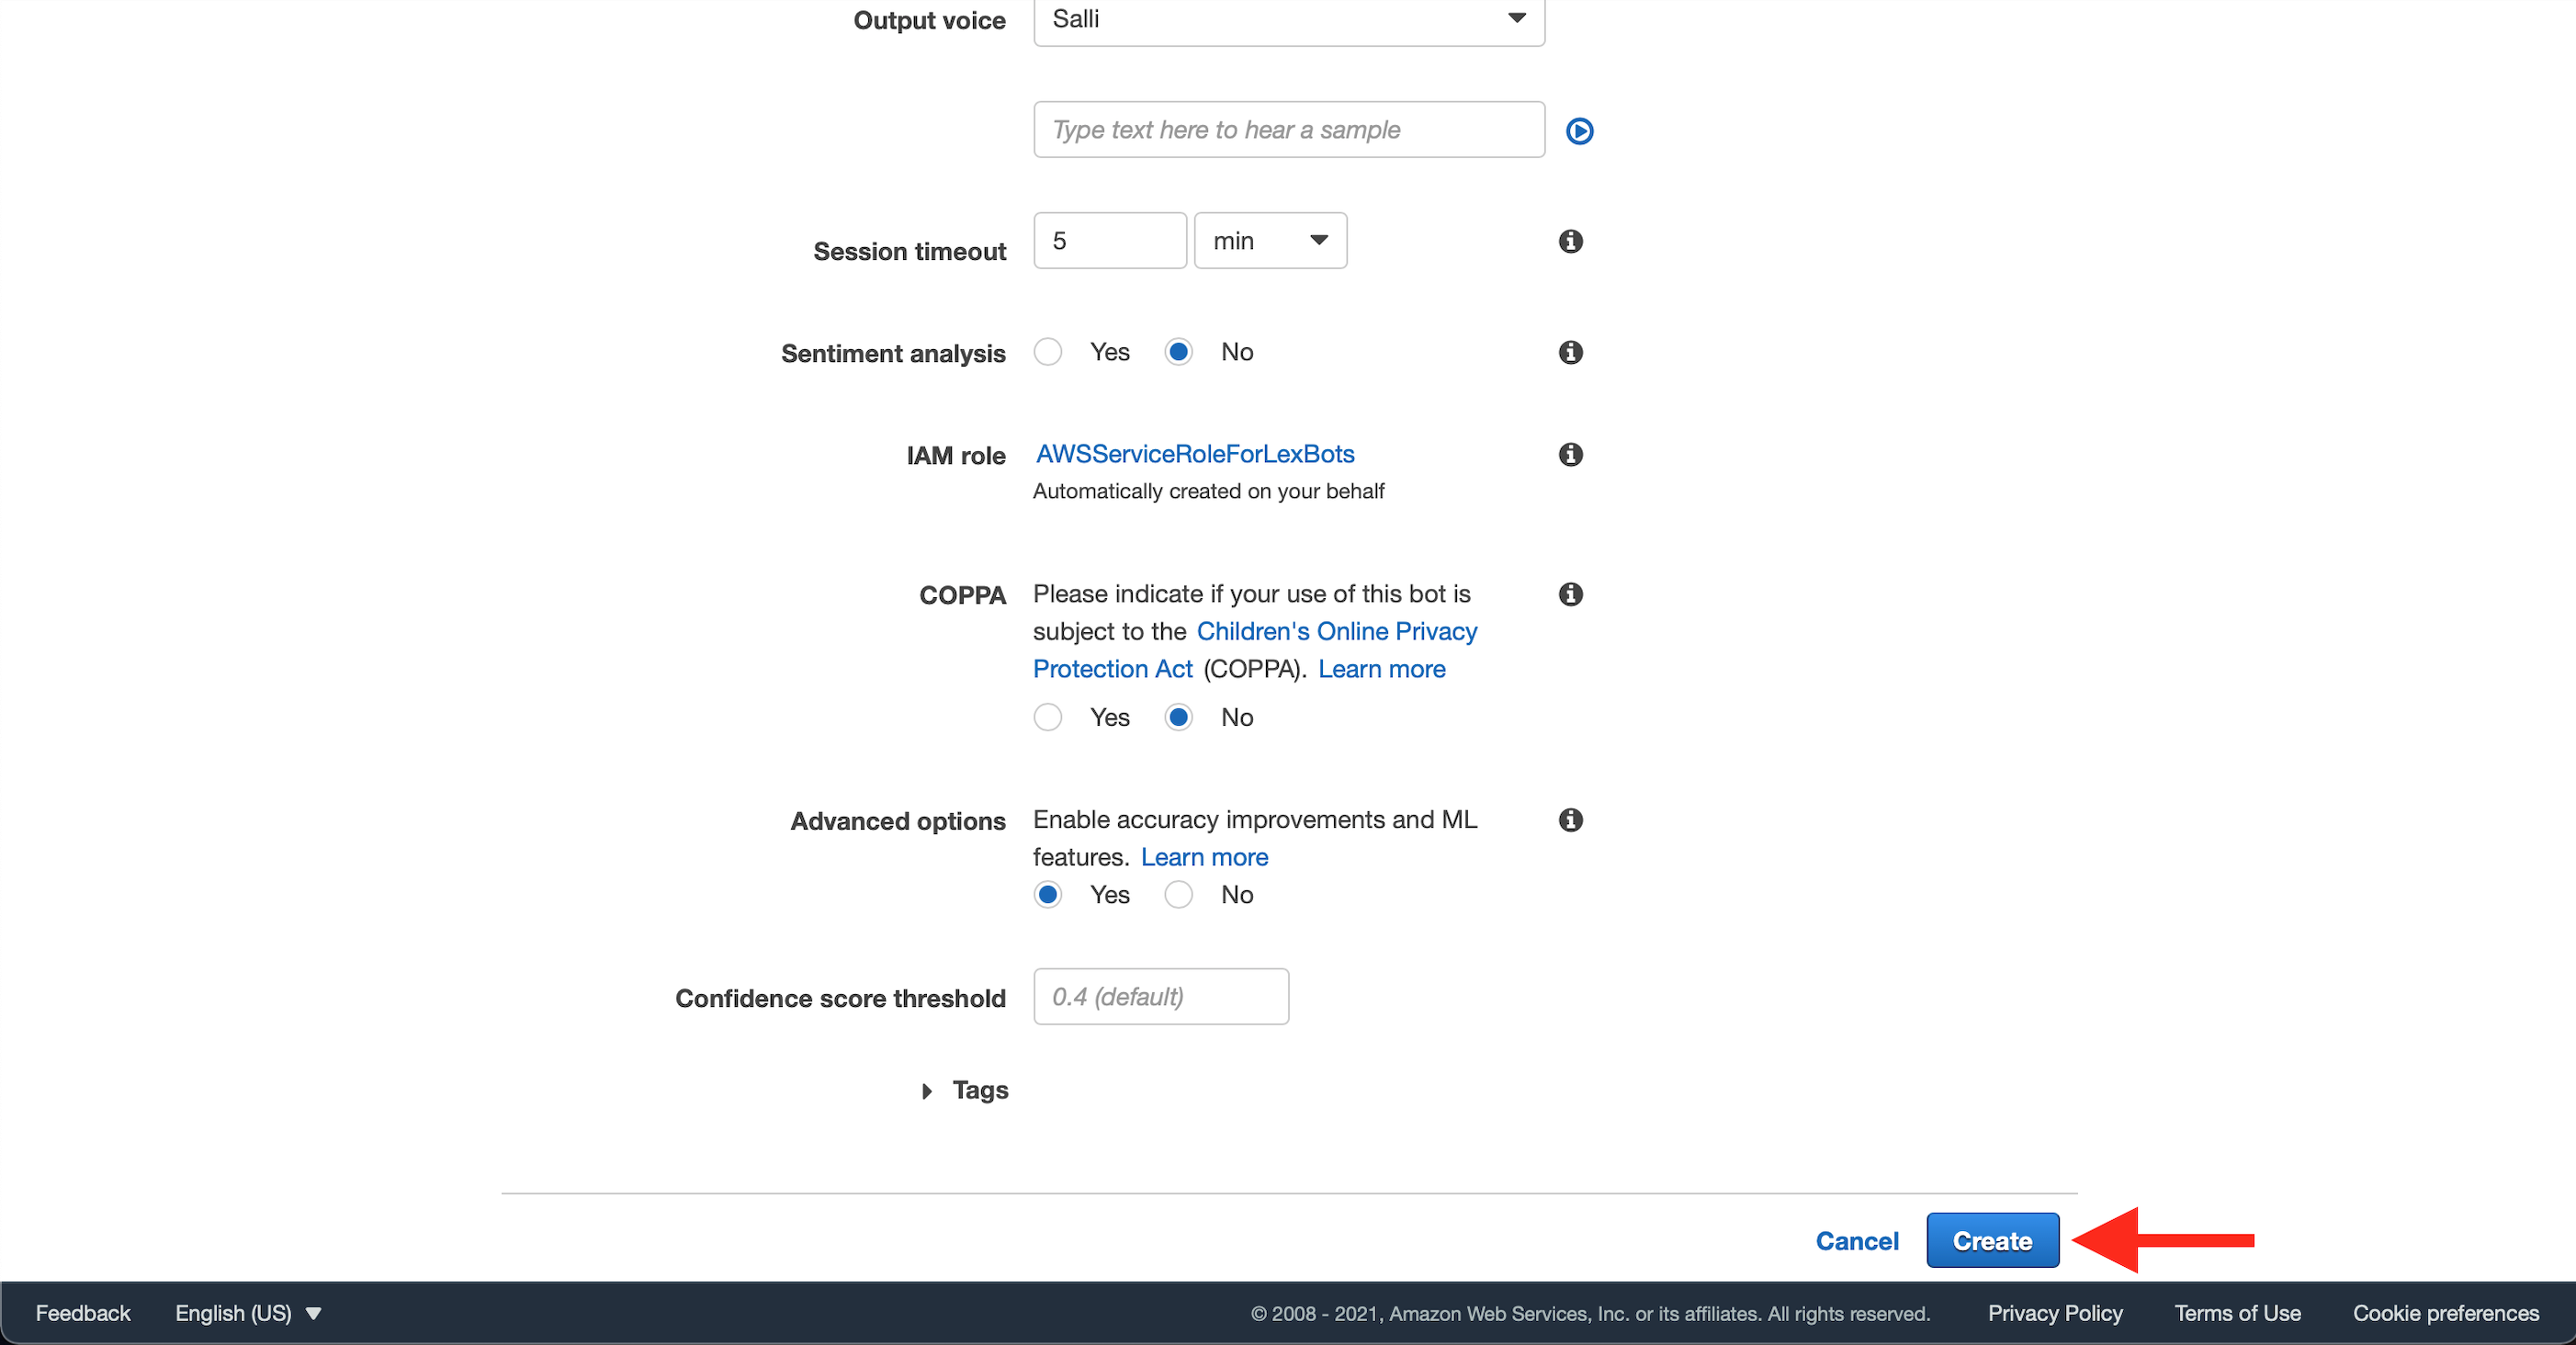 Output voice
Salli
Type text here to hear a sample
Session timeout
5
min
Sentiment analysis
Yes
No
IAM role
AWSServiceRoleForLexBots
Automatically created on your behalf
COPPA
Please indicate if your use of this bot is
subject to the Children's Online Privacy
Protection Act (COPPA). Learn more
Yes
No
Advanced options
Enable accuracy improvements and ML
features. Learn more
Yes
No
Confidence score threshold
0.4 (default)
Tags
Cancel
Create
Feedback
English (US)
© 2008 - 2021, Amazon Web Services, Inc. or its affiliates. All rights reserved.
Privacy Policy
Terms of Use
Cookie preferences